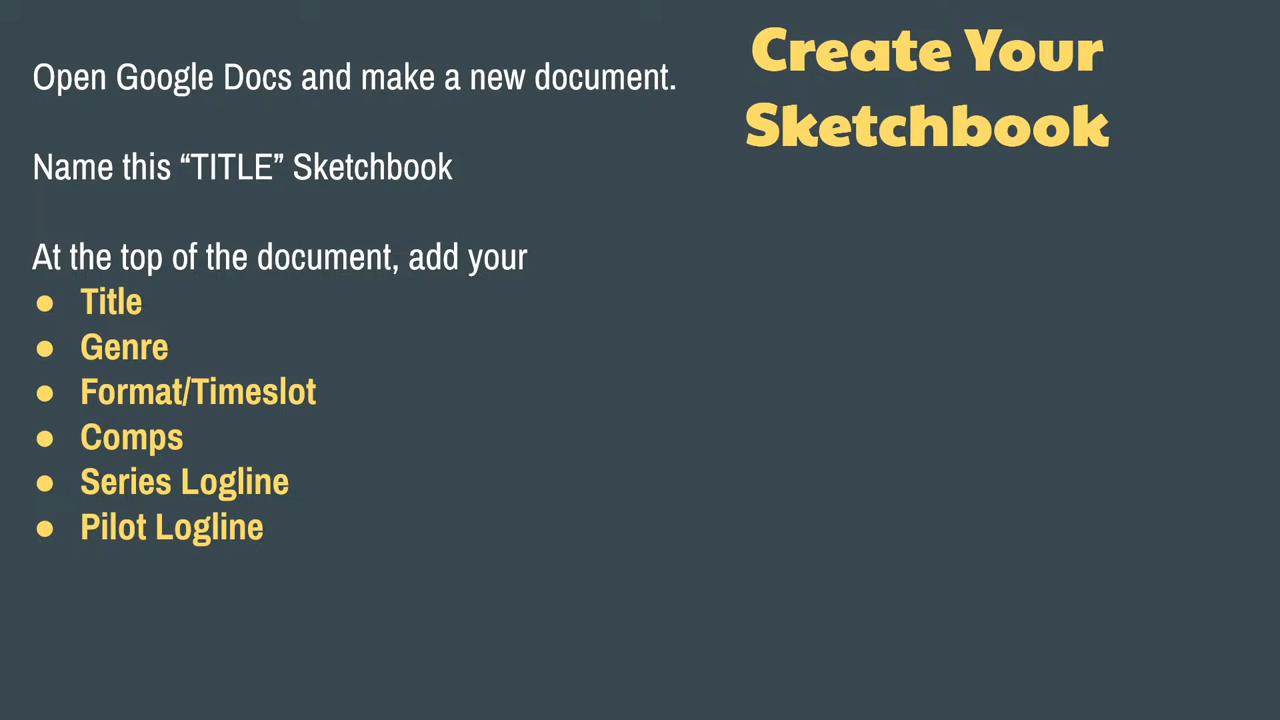 Create Your
Sketchbook
Open Google Docs and make a new document.
Name this “TITLE” Sketchbook
At the top of the document, add your
● Title
● Genre
● Format/Timeslot
● Comps
● Series Logline
● Pilot Logline